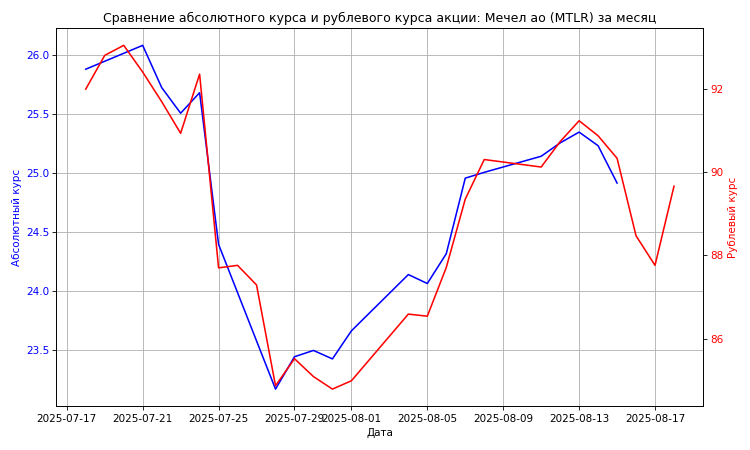 Сравнение абсолютного курса и рублевого курса акции: Мечел ао (MTLR) за месяц
Абсолютный курс
26.0
25.5
25.0
24.5
24.0
23.5
92
90
88
86
Рублевый курс
2025-07-17 2025-07-21 2025-07-25 2025-07-29 2025-08-01 2025-08-05 2025-08-09 2025-08-13 2025-08-17
Дата